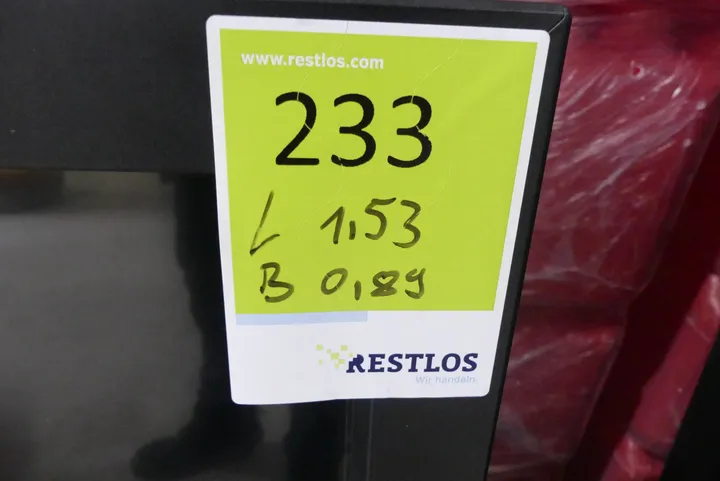 www.restlos.com
233
L 1,53
B 0,89
RESTLOS
Wir handeln.